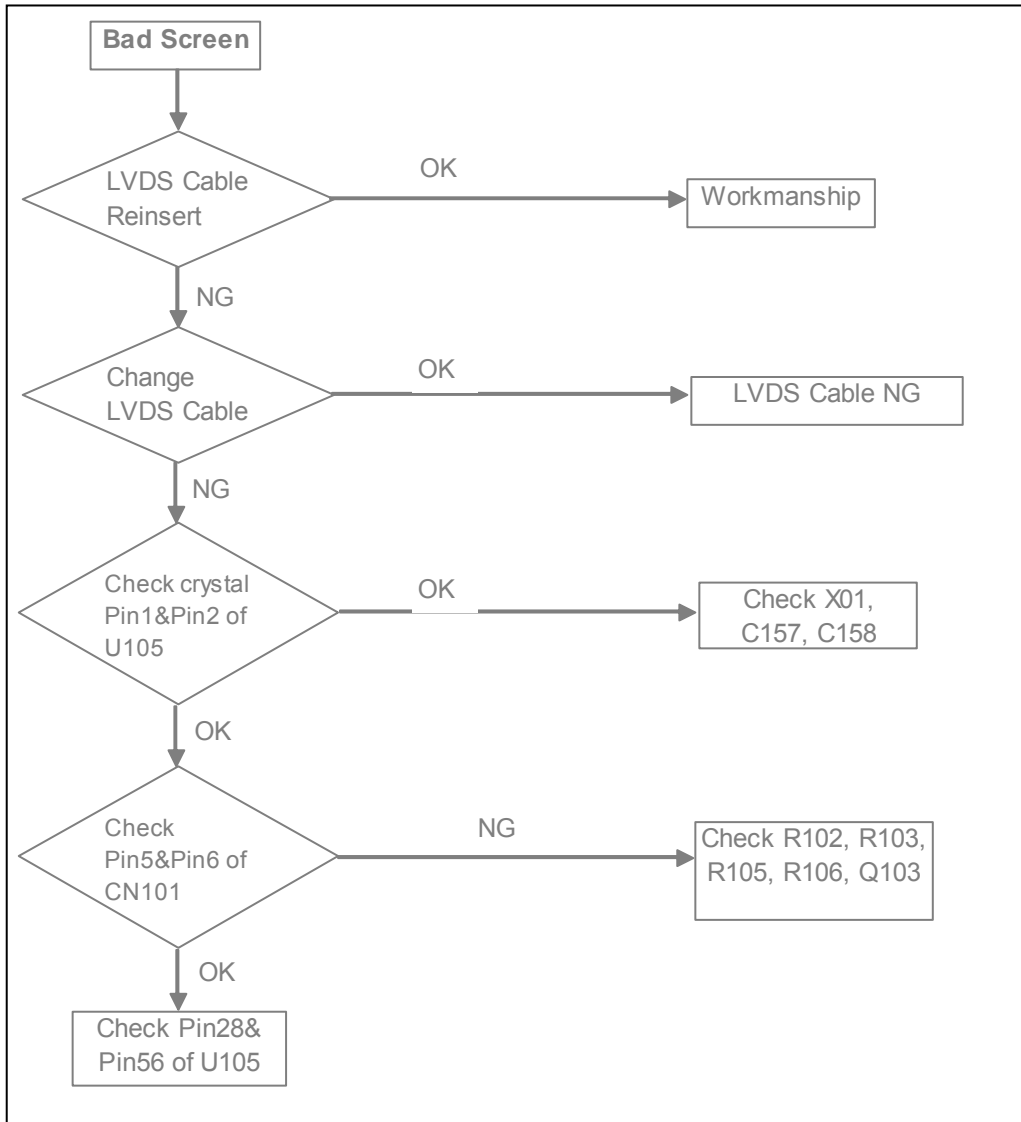 Bad Screen
LVDS Cable
Reinsert
OK
Workmanship
NG
Change
LVDS Cable
OK
LVDS Cable NG
NG
Check crystal
Pin1&Pin2 of
U105
OK
Check X01,
C157, C158
OK
Check
Pin5&Pin6 of
CN101
NG
Check R102, R103,
R105, R106, Q103
OK
Check Pin28&
Pin56 of U105